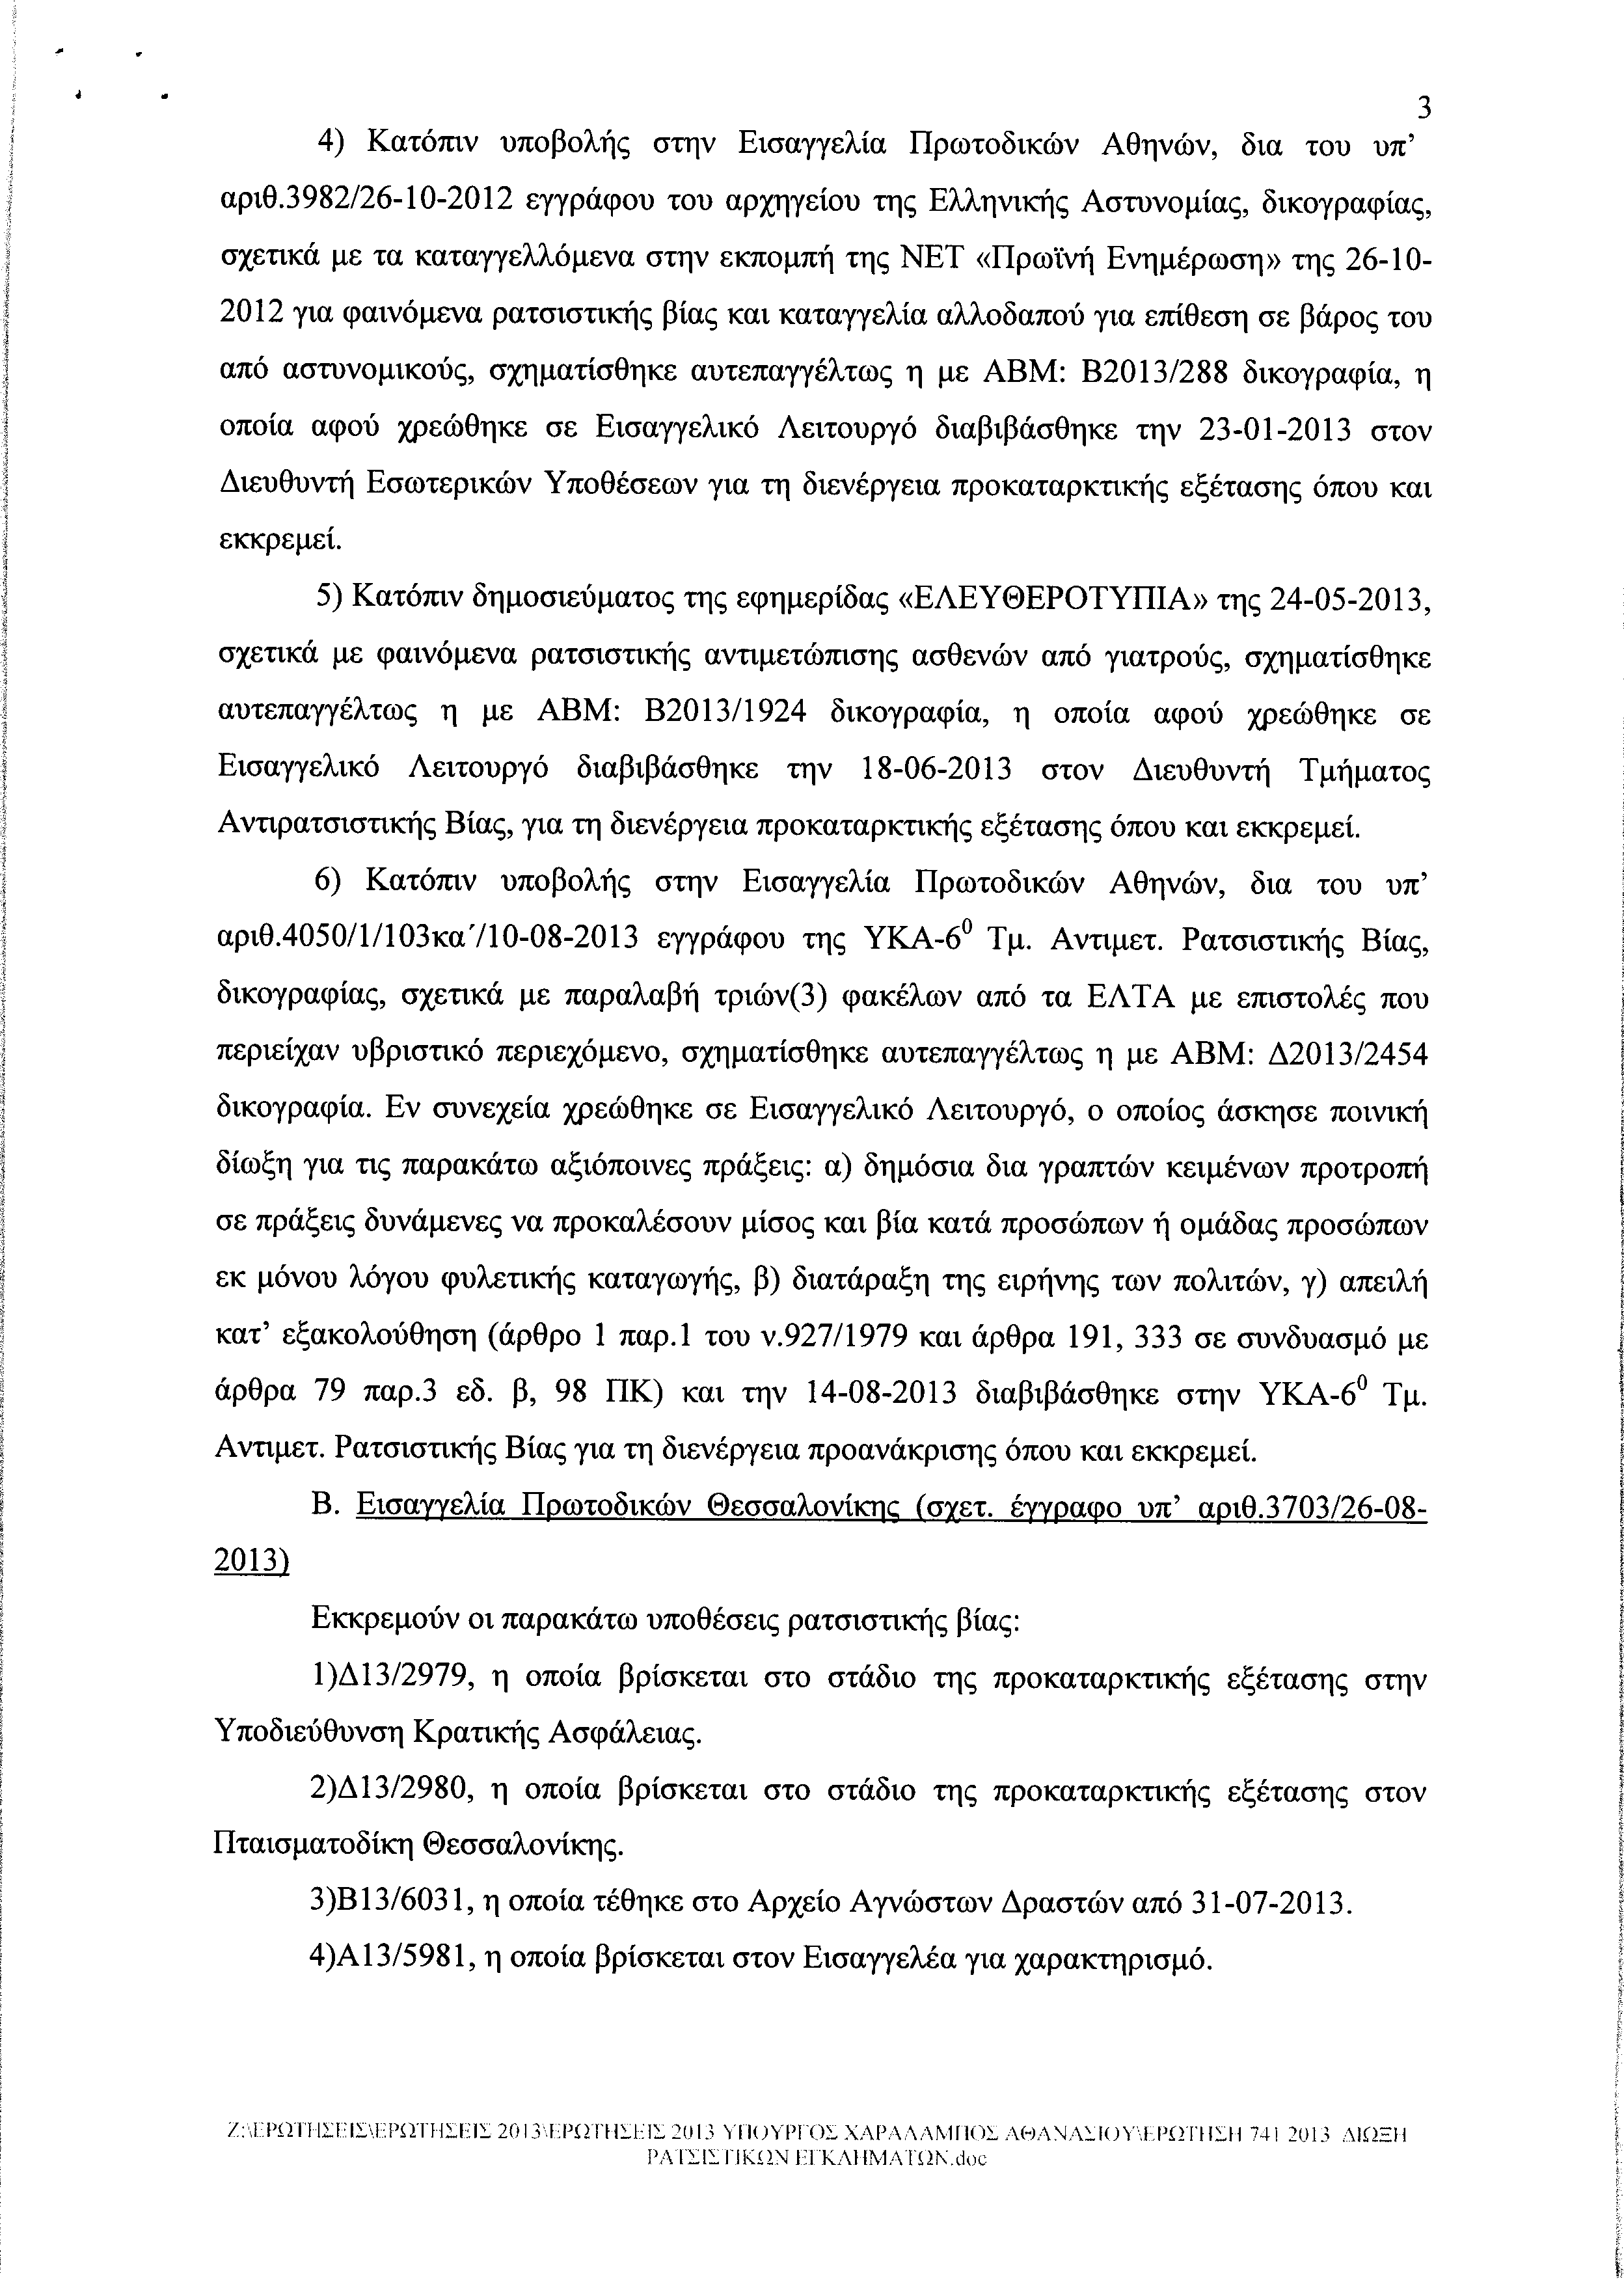 3
4) Κατόπιν υποβολής στην Εισαγγελία Πρωτοδικών Αθηνών, δια του υπ’
αριθ.3982/26-10-2012 εγγράφου του αρχηγείου της Ελληνικής Αστυνομίας, δικογραφίας,
σχετικά με τα καταγγελλόμενα στην εκπομπή της ΝΕΤ «Πρωϊνή Ενημέρωση» της 26-10-
2012 για φαινόμενα ρατσιστικής βίας και καταγγελία αλλοδαπού για επίθεση σε βάρος του
από αστυνομικούς, σχηματίσθηκε αυτεπαγγέλτως η με ΑΒΜ: Β2013/288 δικογραφία, η
οποία αφού χρεώθηκε σε Εισαγγελικό Λειτουργό διαβιβάσθηκε την 23-01-2013 στον
Διευθυντή Εσωτερικών Υποθέσεων για τη διενέργεια προκαταρκτικής εξέτασης όπου και
εκκρεμεί.
5) Κατόπιν δημοσιεύματος της εφημερίδας «ΕΛΕΥΘΕΡΟΤΥΠΙΑ» της 24-05-2013,
σχετικά με φαινόμενα ρατσιστικής αντιμετώπισης ασθενών από γιατρούς, σχηματίσθηκε
αυτεπαγγέλτως η με ΑΒΜ: Β2013/1924 δικογραφία, η οποία αφού χρεώθηκε σε
Εισαγγελικό Λειτουργό διαβιβάσθηκε την 18-06-2013 στον Διευθυντή Τμήματος
Αντιρατσιστικής Βίας, για τη διενέργεια προκαταρκτικής εξέτασης όπου και εκκρεμεί.
6) Κατόπιν υποβολής στην Εισαγγελία Πρωτοδικών Αθηνών, δια του υπ’
αριθ.4050/1/103κα΄/10-08-2013 εγγράφου της ΥΚΑ-6⁰ Τμ. Αντιμετ. Ρατσιστικής Βίας,
δικογραφίας, σχετικά με παραλαβή τριών(3) φακέλων από τα ΕΛΤΑ με επιστολές που
περιείχαν υβριστικό περιεχόμενο, σχηματίσθηκε αυτεπαγγέλτως η με ΑΒΜ: Δ2013/2454
δικογραφία. Εν συνεχεία χρεώθηκε σε Εισαγγελικό Λειτουργό, ο οποίος άσκησε ποινική
δίωξη για τις παρακάτω αξιόποινες πράξεις: α) δημόσια δια γραπτών κειμένων προτροπή
σε πράξεις δυνάμενες να προκαλέσουν μίσος και βία κατά προσώπων ή ομάδας προσώπων
εκ μόνου λόγου φυλετικής καταγωγής, β) διατάραξη της ειρήνης των πολιτών, γ) απειλή
κατ’ εξακολούθηση (άρθρο 1 παρ.1 του ν.927/1979 και άρθρα 191, 333 σε συνδυασμό με
άρθρα 79 παρ.3 εδ. β, 98 ΠΚ) και την 14-08-2013 διαβιβάσθηκε στην ΥΚΑ-6⁰ Τμ.
Αντιμετ. Ρατσιστικής Βίας για τη διενέργεια προανάκρισης όπου και εκκρεμεί.
Β. Εισαγγελία Πρωτοδικών Θεσσαλονίκης (σχετ. έγγραφο υπ’ αριθ.3703/26-08-
2013)
Εκκρεμούν οι παρακάτω υποθέσεις ρατσιστικής βίας:
1)Δ13/2979, η οποία βρίσκεται στο στάδιο της προκαταρκτικής εξέτασης στην
Υποδιεύθυνση Κρατικής Ασφάλειας.
2)Δ13/2980, η οποία βρίσκεται στο στάδιο της προκαταρκτικής εξέτασης στον
Πταισματοδίκη Θεσσαλονίκης.
3)Β13/6031, η οποία τέθηκε στο Αρχείο Αγνώστων Δραστών από 31-07-2013.
4)Α13/5981, η οποία βρίσκεται στον Εισαγγελέα για χαρακτηρισμό.
Z:\ΕΡΩΤΗΣΕΙΣ\ΕΡΩΤΗΣΕΙΣ 2013\ΕΡΩΤΗΣΕΙΣ 2013 ΥΠΟΥΡΓΟΣ ΧΑΡΑΛΑΜΠΟΣ ΑΘΑΝΑΣΙΟΥ\ΕΡΩΤΗΣΗ 741 2013 ΔΙΩΞΗ
ΡΑΤΣΙΣΤΙΚΩΝ ΕΓΚΛΗΜΑΤΩΝ.doc